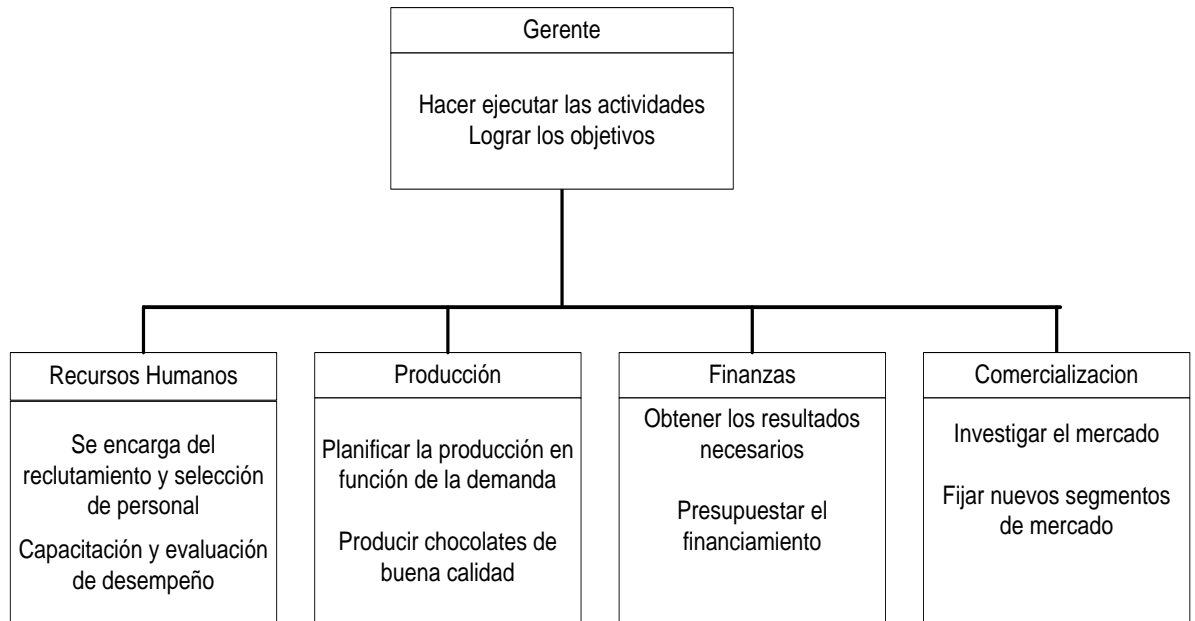 Gerente
Hacer ejecutar las actividades
Lograr los objetivos
Recursos Humanos
Se encarga del
reclutamiento y selección
de personal
Capacitación y evaluación
de desempeño
Producción
Planificar la producción en
función de la demanda
Producir chocolates de
buena calidad
Finanzas
Obtener los resultados
necesarios
Presupuestar el
financiamiento
Comercializacion
Investigar el mercado
Fijar nuevos segmentos
de mercado